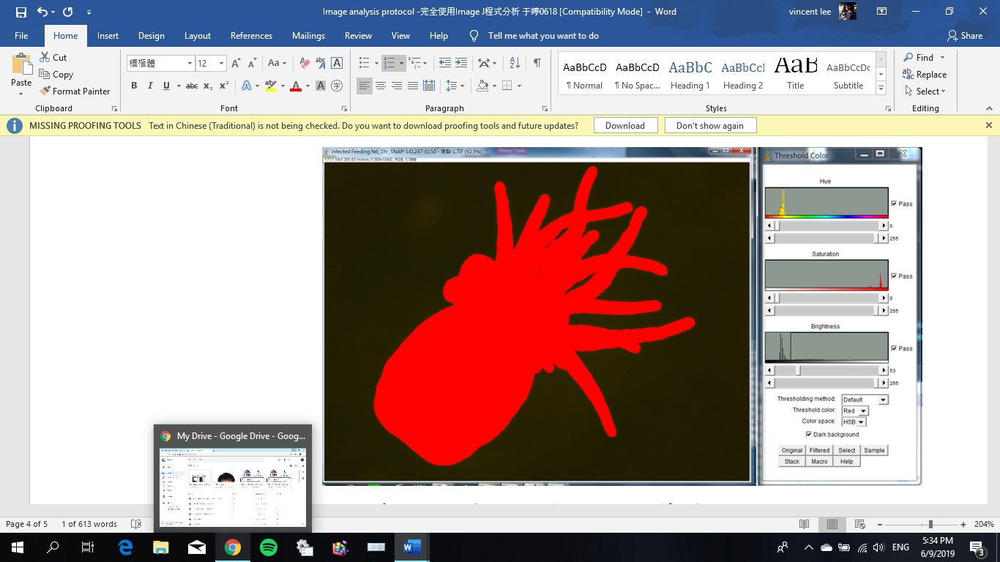 Image analysis protocol -完全使用Image J程式分析 于婷0618 [Compatibility Mode] - Word
vincent lee
File Home Insert Design Layout References Mailings Review View Help Tell me what you want to do Share
Paste
Cut
Copy
Format Painter
Clipboard
標楷體 12
Font
Paragraph
AaBbCcD AaBbCcD AaBbC AaBbCcI AaB AaBbCcDc
¶ Normal ¶ No Spac... Heading 1 Heading 2 Title Subtitle
Styles
Find
Replace
Select
Editing
MISSING PROOFING TOOLS Text in Chinese (Traditional) is not being checked. Do you want to download proofing tools and future updates? Download Don't show again
Infected Feeding N6_1hr_SNAP-141247-0150 - 複製-1.TIF (92.9%)
Threshold Color
Hue
Pass
0
255
Saturation
Pass
0
255
Brightness
Pass
53
255
Thresholding method: Default
Threshold color: Red
Color space: HSB
Dark background
Original Filtered Select Sample
Stack Macro Help
My Drive - Google Drive - Goog...
Page 4 of 5 1 of 613 words
204%
ENG
5:34 PM
6/9/2019
3